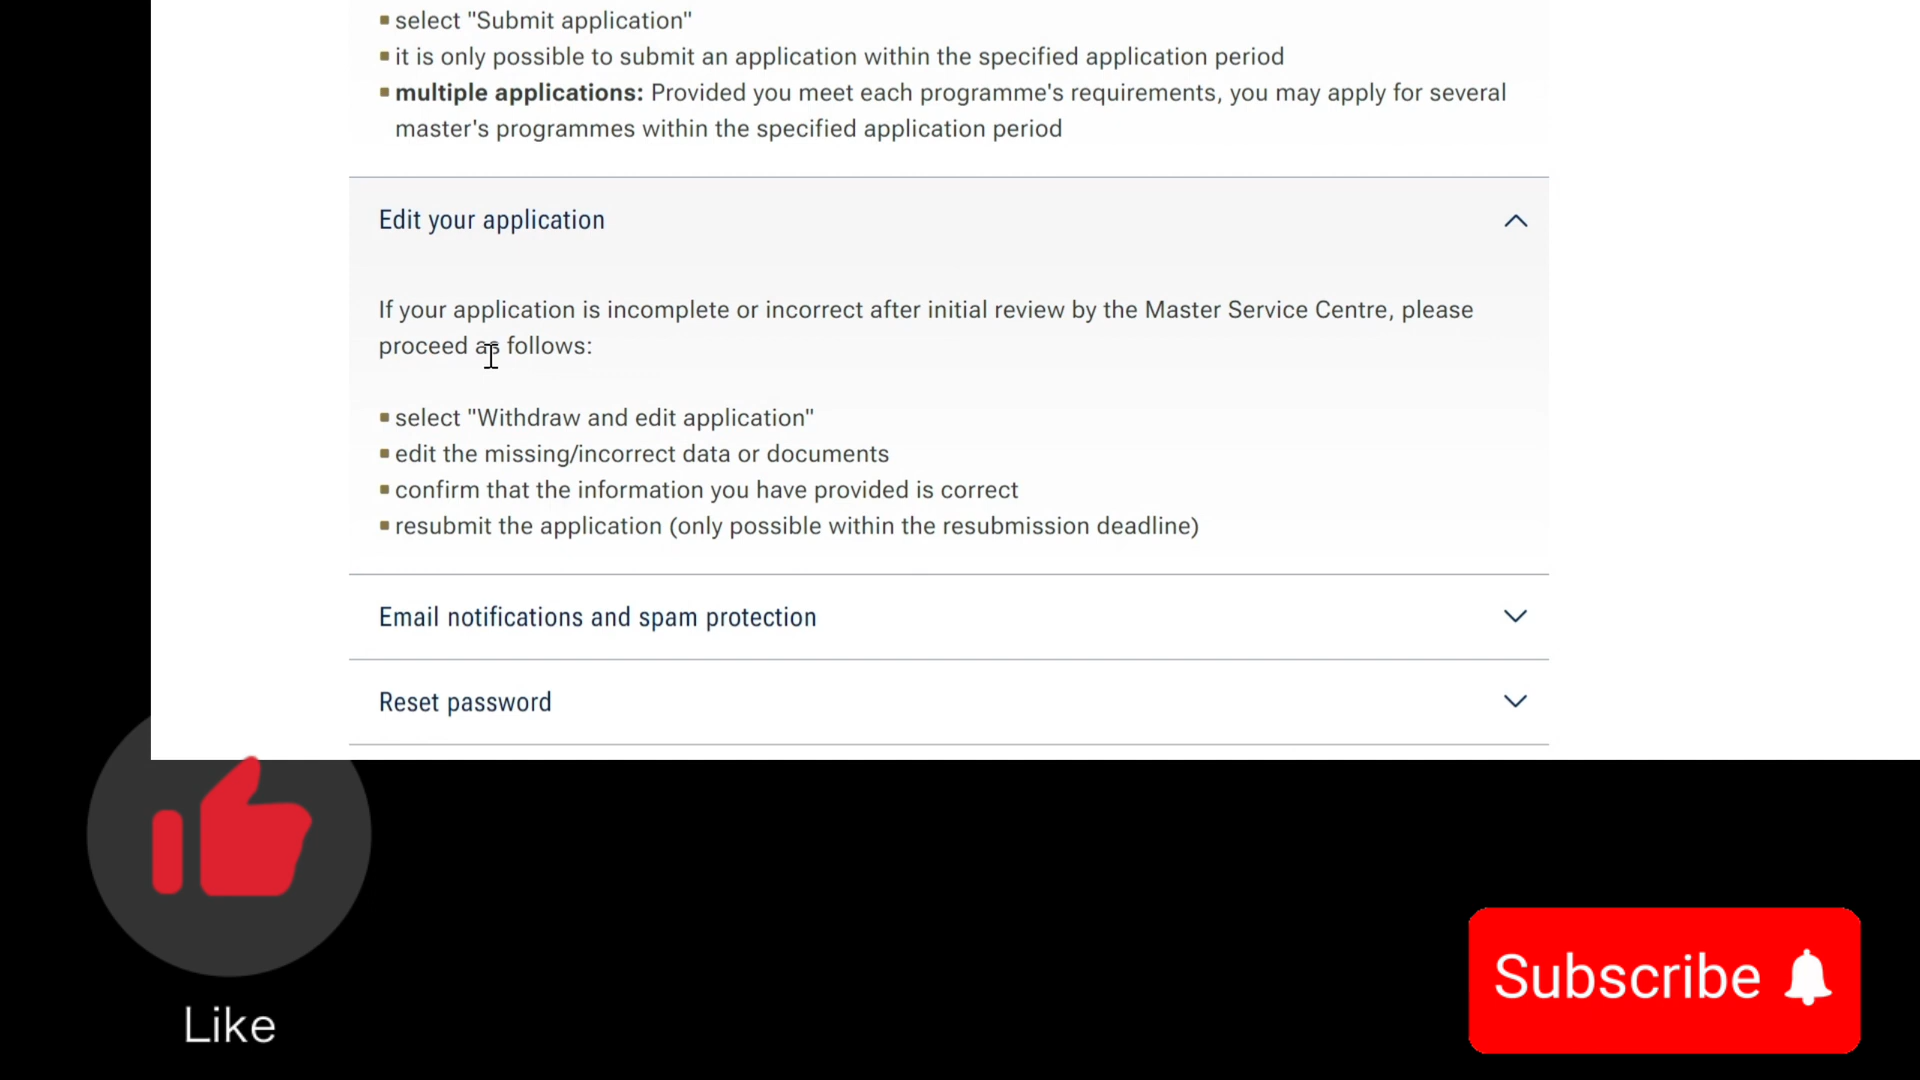 select "Submit application"
it is only possible to submit an application within the specified application period
multiple applications: Provided you meet each programme's requirements, you may apply for several
master's programmes within the specified application period
Edit your application
If your application is incomplete or incorrect after initial review by the Master Service Centre, please
proceed as follows:
select "Withdraw and edit application"
edit the missing/incorrect data or documents
confirm that the information you have provided is correct
resubmit the application (only possible within the resubmission deadline)
Email notifications and spam protection
Reset password
Like
Subscribe